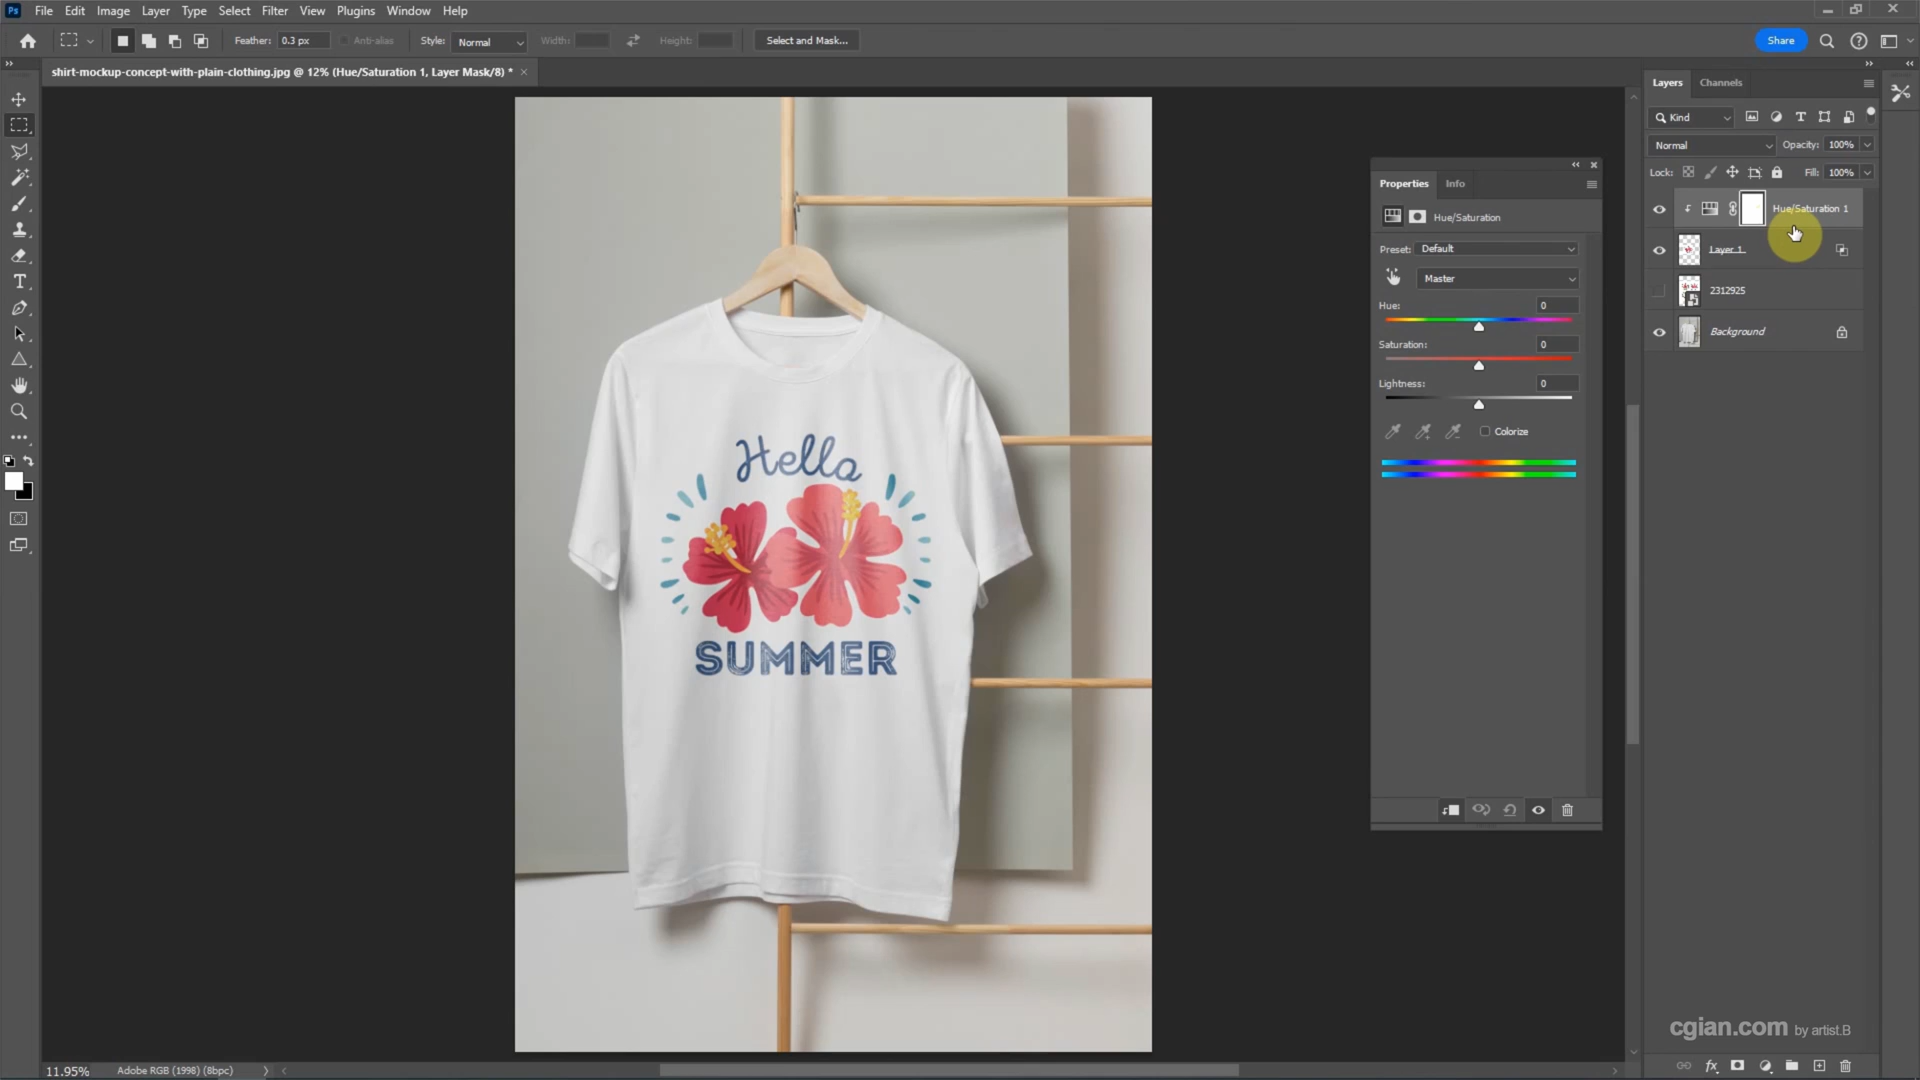 Ps File Edit Image Layer Type Select Filter View Plugins Window Help
Feather: 0.3 px Anti-alias Style: Normal Width: Height: Select and Mask... Share
shirt-mockup-concept-with-plain-clothing.jpg @ 12% (Hue/Saturation 1, Layer Mask/8) * ×
Layers Channels
Kind
Normal Opacity: 100%
Lock: Fill: 100%
Hue/Saturation 1
Layer 1
2312925
Background
Properties Info
Hue/Saturation
Preset: Default
Master
Hue: 0
Saturation: 0
Lightness: 0
Colorize
Hello
SUMMER
cgian.com by artist.B
11.95% Adobe RGB (1998) (8bpc)